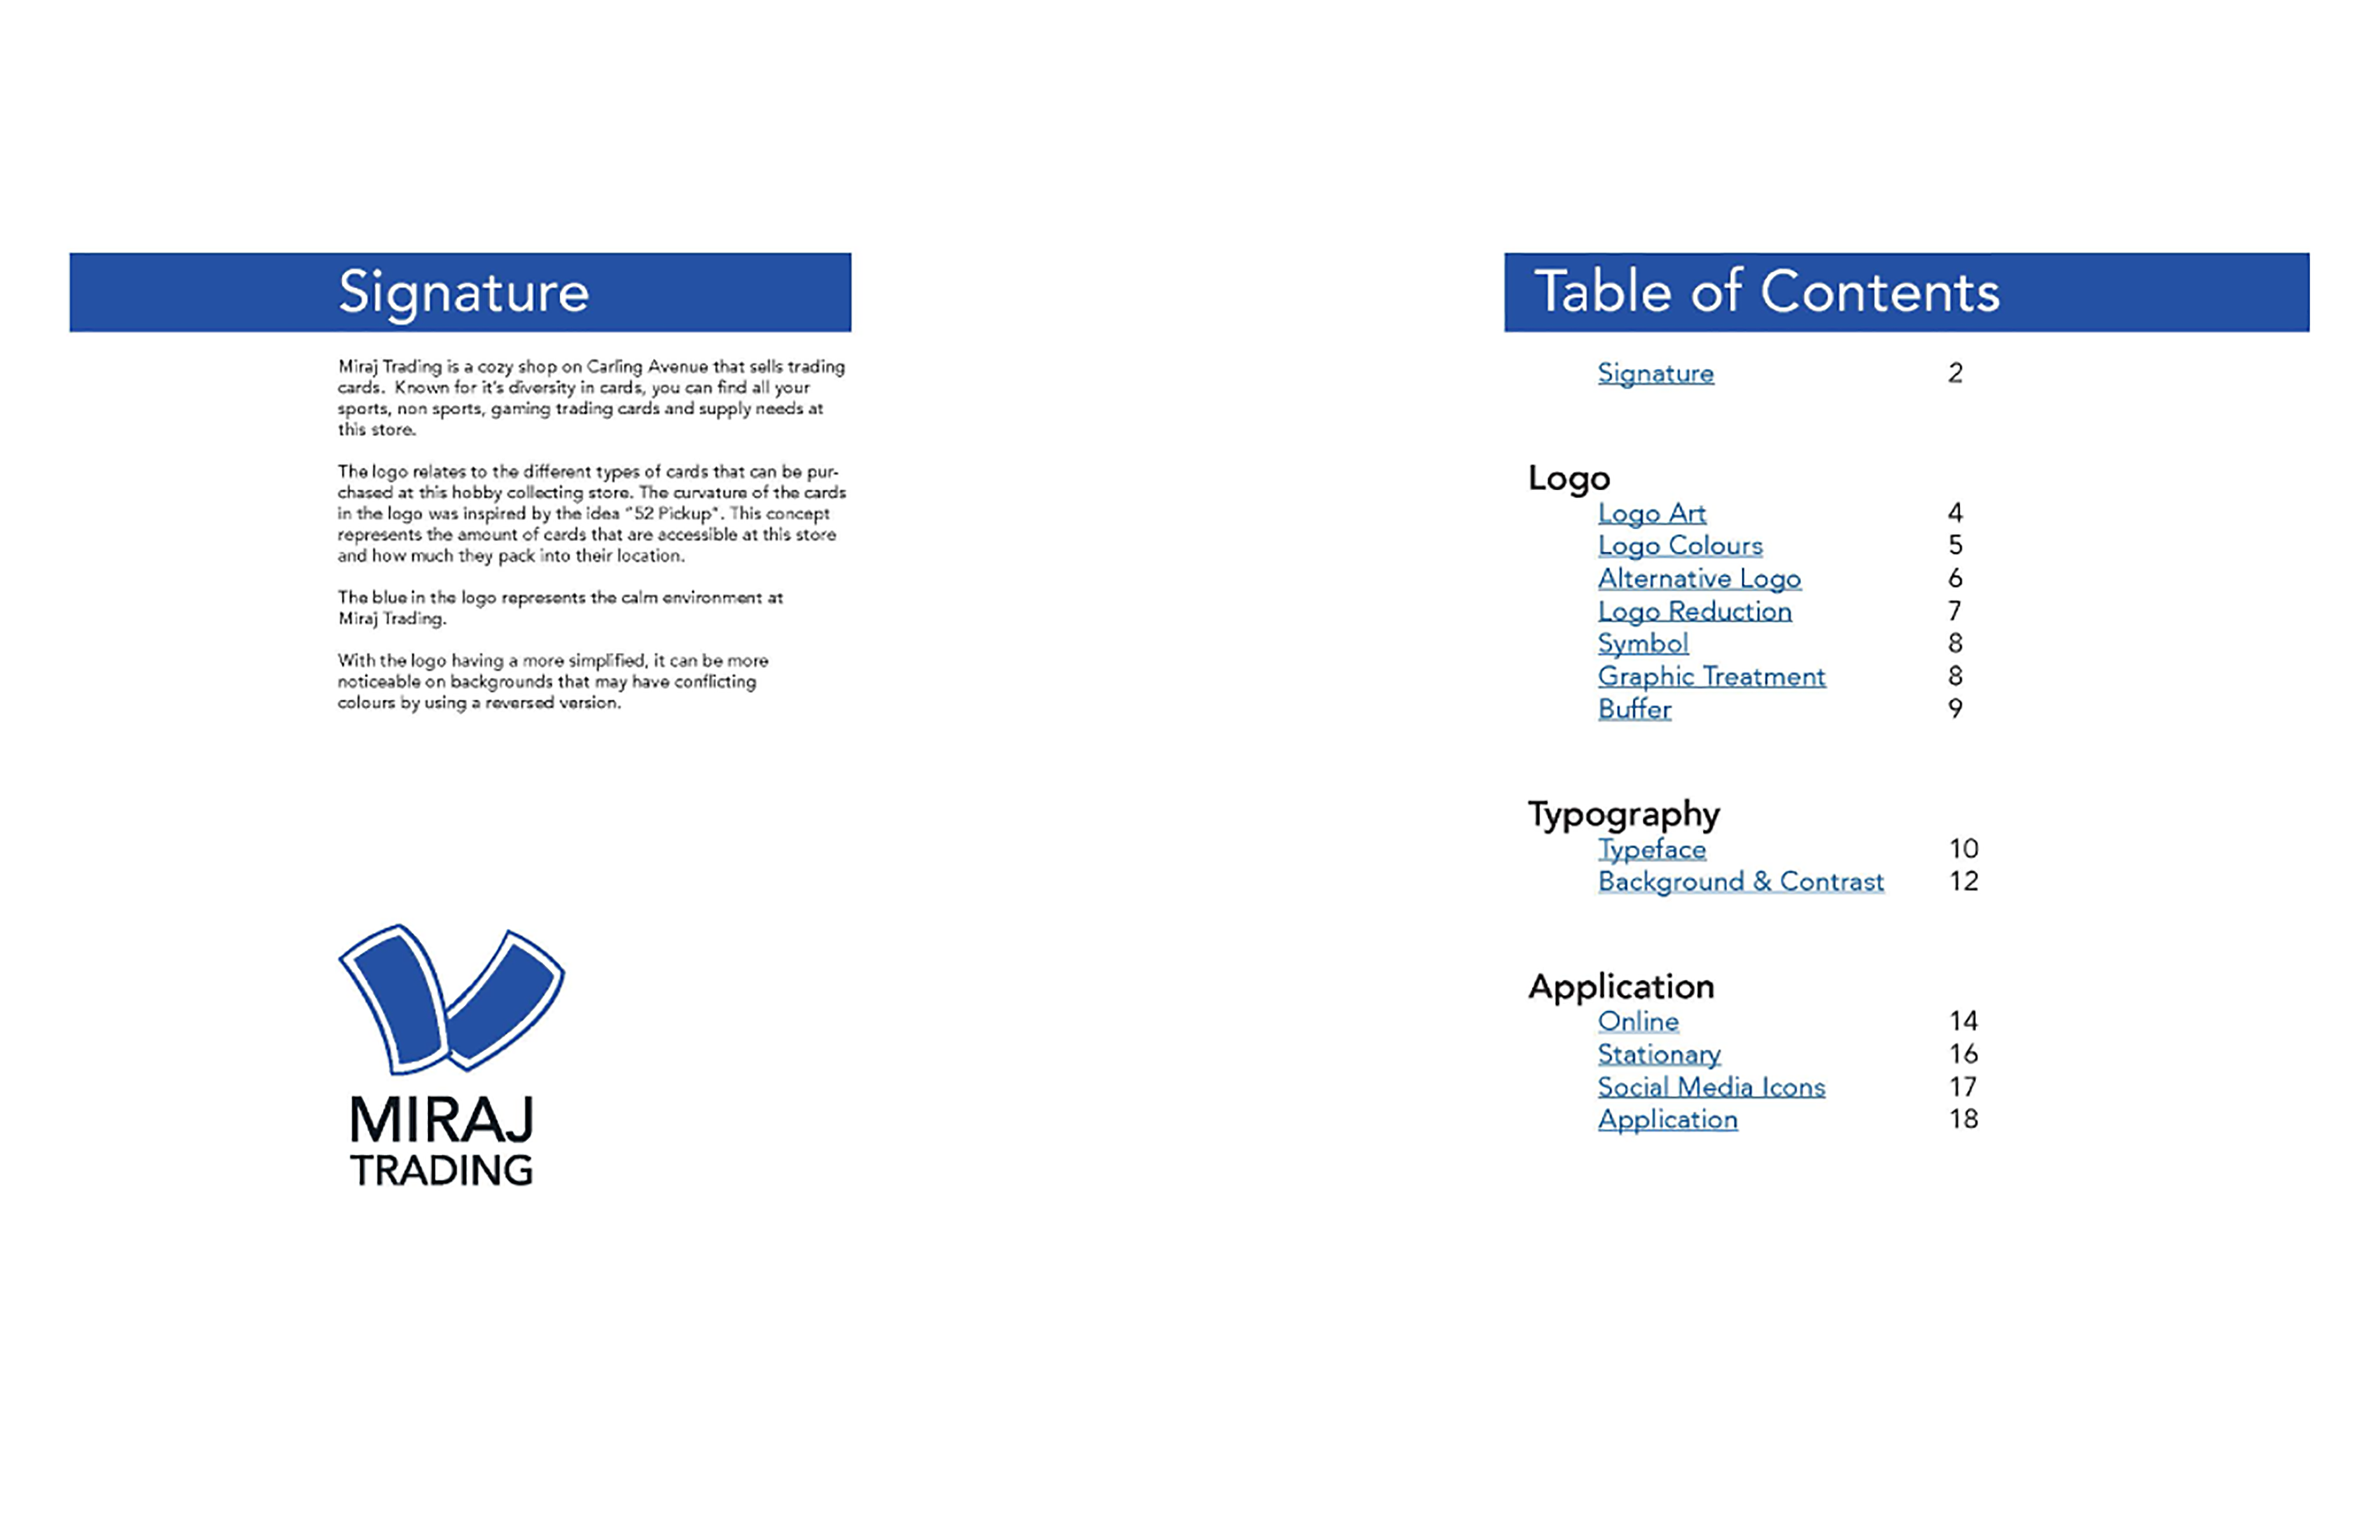 Signature
Miraj Trading is a cozy shop on Carling Avenue that sells trading
cards.  Known for it's diversity in cards, you can find all your
sports, non sports, gaming trading cards and supply needs at
this store.
The logo relates to the different types of cards that can be pur-
chased at this hobby collecting store. The curvature of the cards
in the logo was inspired by the idea "52 Pickup". This concept
represents the amount of cards that are accessible at this store
and how much they pack into their location.
The blue in the logo represents the calm environment at
Miraj Trading.
With the logo having a more simplified, it can be more
noticeable on backgrounds that may have conflicting
colours by using a reversed version.
MIRAJ
TRADING
Table of Contents
Signature 2
Logo
Logo Art 4
Logo Colours 5
Alternative Logo 6
Logo Reduction 7
Symbol 8
Graphic Treatment 8
Buffer 9
Typography
Typeface 10
Background & Contrast 12
Application
Online 14
Stationary 16
Social Media Icons 17
Application 18